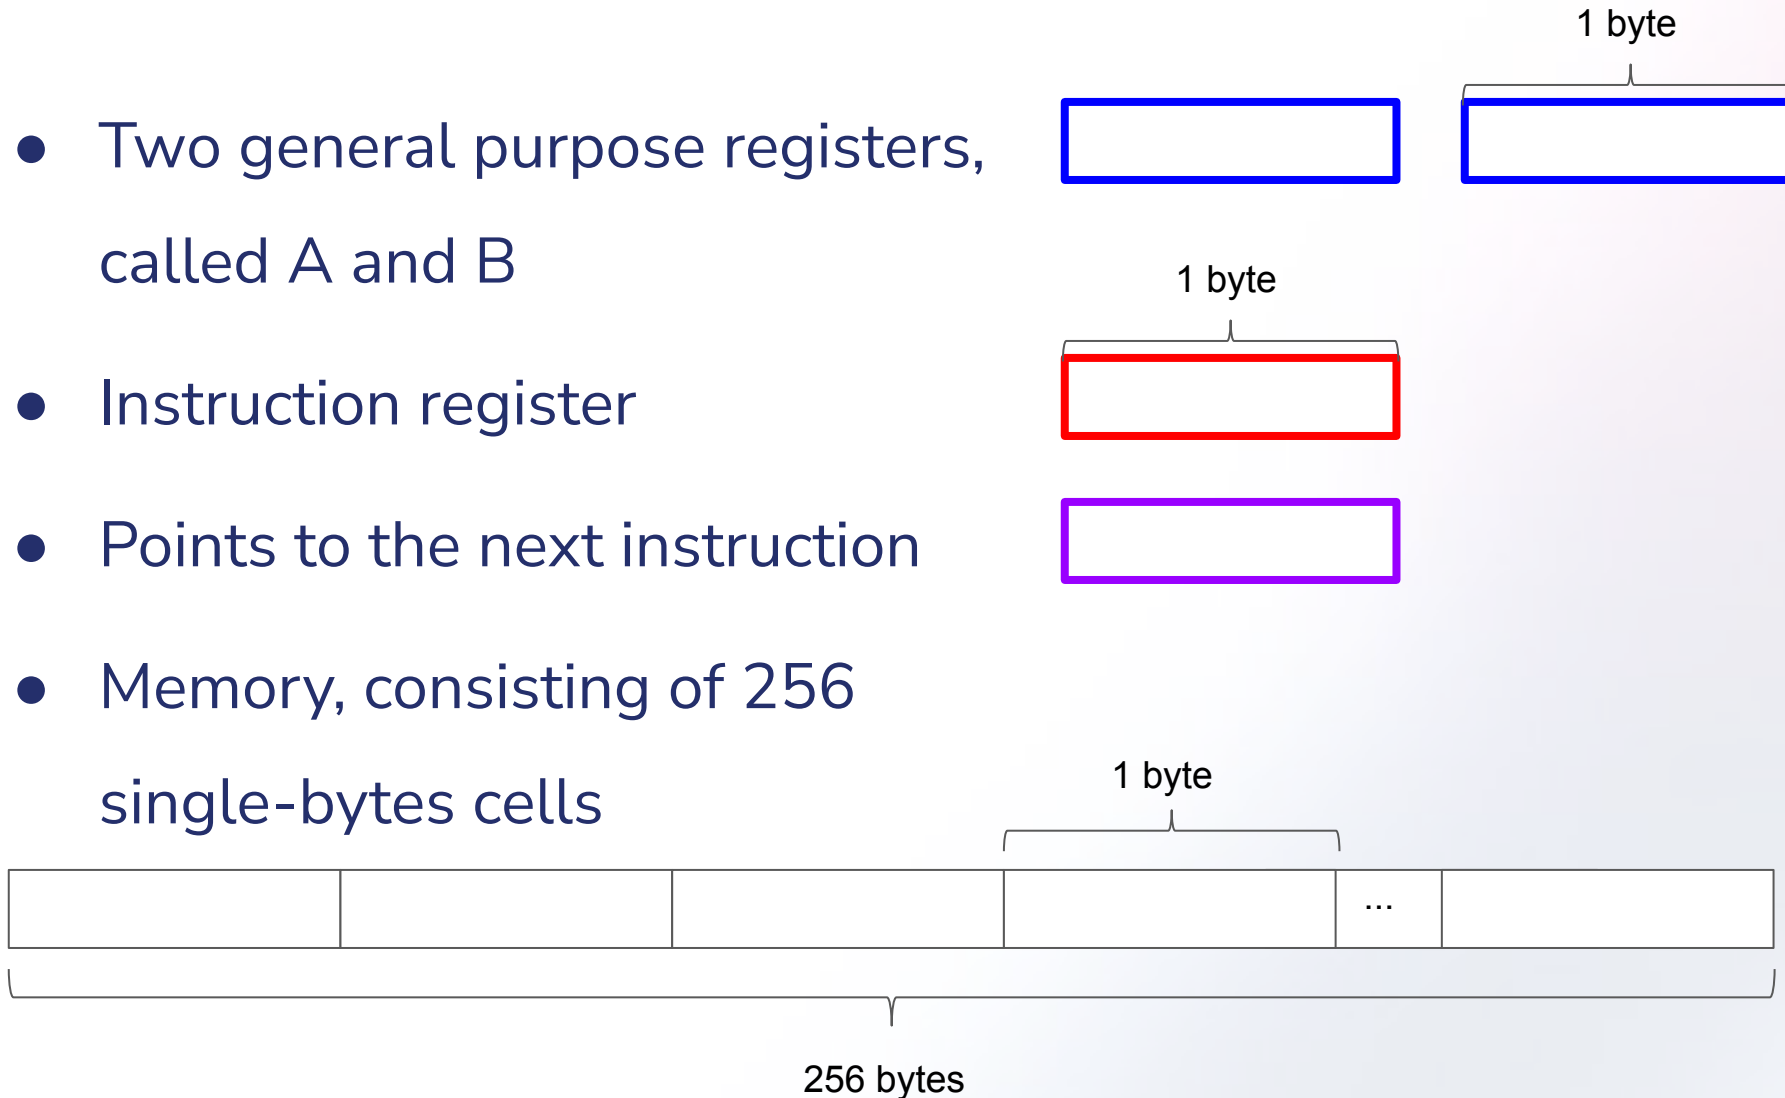 1 byte
● Two general purpose registers,
called A and B
1 byte
● Instruction register
● Points to the next instruction
● Memory, consisting of 256
single-bytes cells
1 byte
...
256 bytes